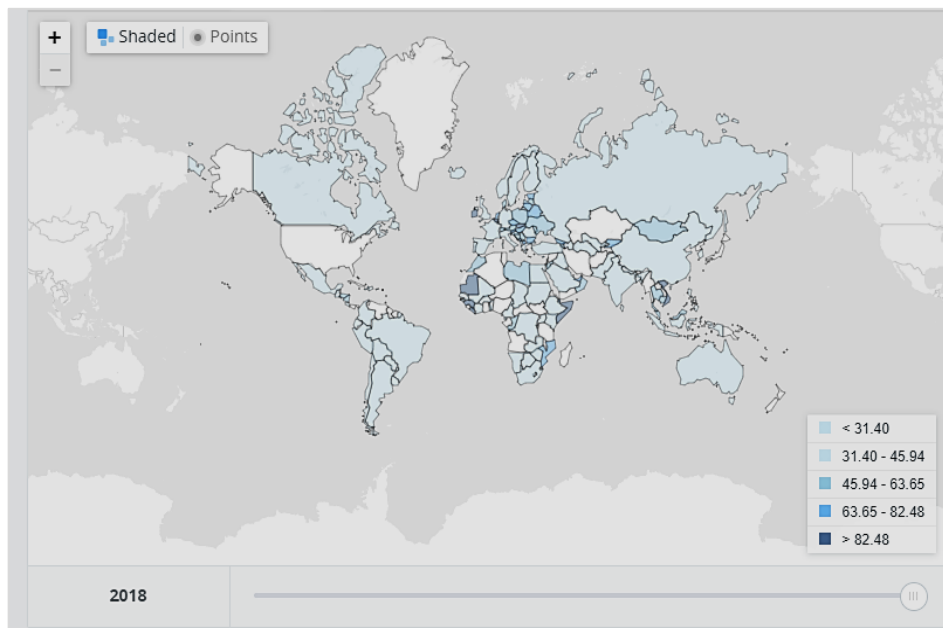 +
Shaded Points
−
< 31.40
31.40 - 45.94
45.94 - 63.65
63.65 - 82.48
> 82.48
2018